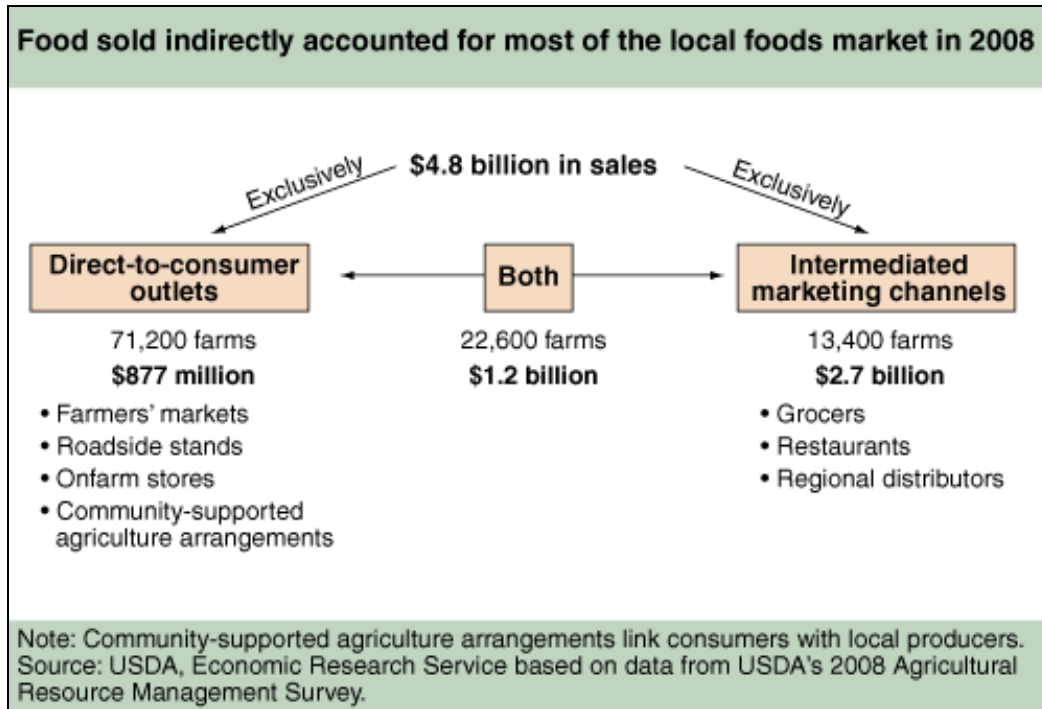 Food sold indirectly accounted for most of the local foods market in 2008
$4.8 billion in sales
Exclusively
Exclusively
Direct-to-consumer
outlets
71,200 farms
$877 million
• Farmers’ markets
• Roadside stands
• Onfarm stores
• Community-supported
agriculture arrangements
Both
22,600 farms
$1.2 billion
Intermediated
marketing channels
13,400 farms
$2.7 billion
• Grocers
• Restaurants
• Regional distributors
Note: Community-supported agriculture arrangements link consumers with local producers.
Source: USDA, Economic Research Service based on data from USDA’s 2008 Agricultural
Resource Management Survey.